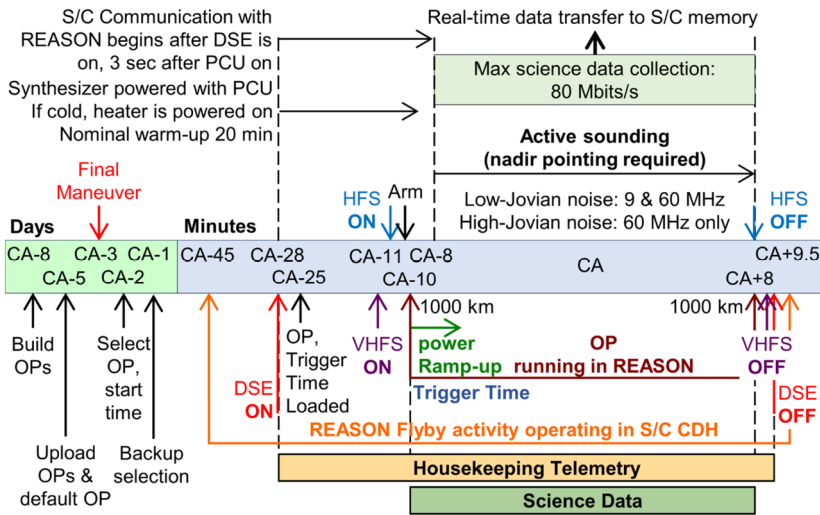 S/C Communication with
REASON begins after DSE is
on, 3 sec after PCU on
Synthesizer powered with PCU
If cold, heater is powered on
Nominal warm-up 20 min
Real-time data transfer to S/C memory
Max science data collection:
80 Mbits/s
Active sounding
(nadir pointing required)
Low-Jovian noise: 9 & 60 MHz
High-Jovian noise: 60 MHz only
Final
Maneuver
HFS
ON
Arm
HFS
OFF
Days
Minutes
CA-8
CA-5
CA-3
CA-2
CA-1
CA-45
CA-28
CA-25
CA-11
CA-10
CA-8
CA
CA+8
CA+9.5
Build
OPs
Upload
OPs &
default OP
Select
OP,
start
time
Backup
selection
DSE
ON
OP,
Trigger
Time
Loaded
VHFS
ON
1000 km
power
Ramp-up
Trigger Time
OP
running in REASON
1000 km
VHFS
OFF
DSE
OFF
REASON Flyby activity operating in S/C CDH
Housekeeping Telemetry
Science Data